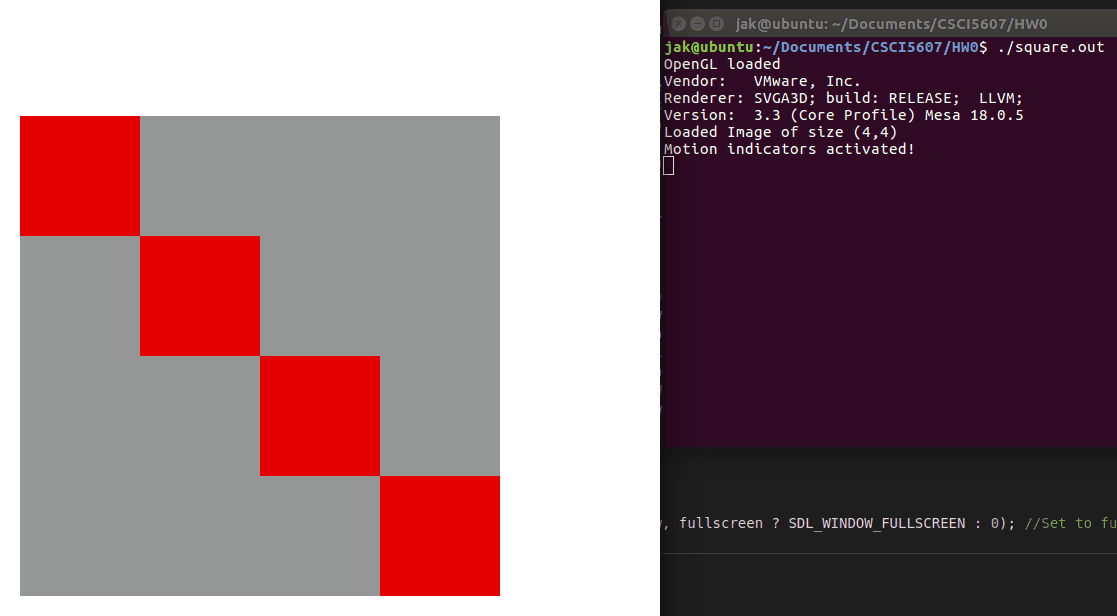 jak@ubuntu: ~/Documents/CSCI5607/HW0
jak@ubuntu:~/Documents/CSCI5607/HW0$ ./square.out
OpenGL loaded
Vendor:   VMware, Inc.
Renderer: SVGA3D; build: RELEASE;  LLVM;
Version:  3.3 (Core Profile) Mesa 18.0.5
Loaded Image of size (4,4)
Motion indicators activated!
, fullscreen ? SDL_WINDOW_FULLSCREEN : 0); //Set to fu